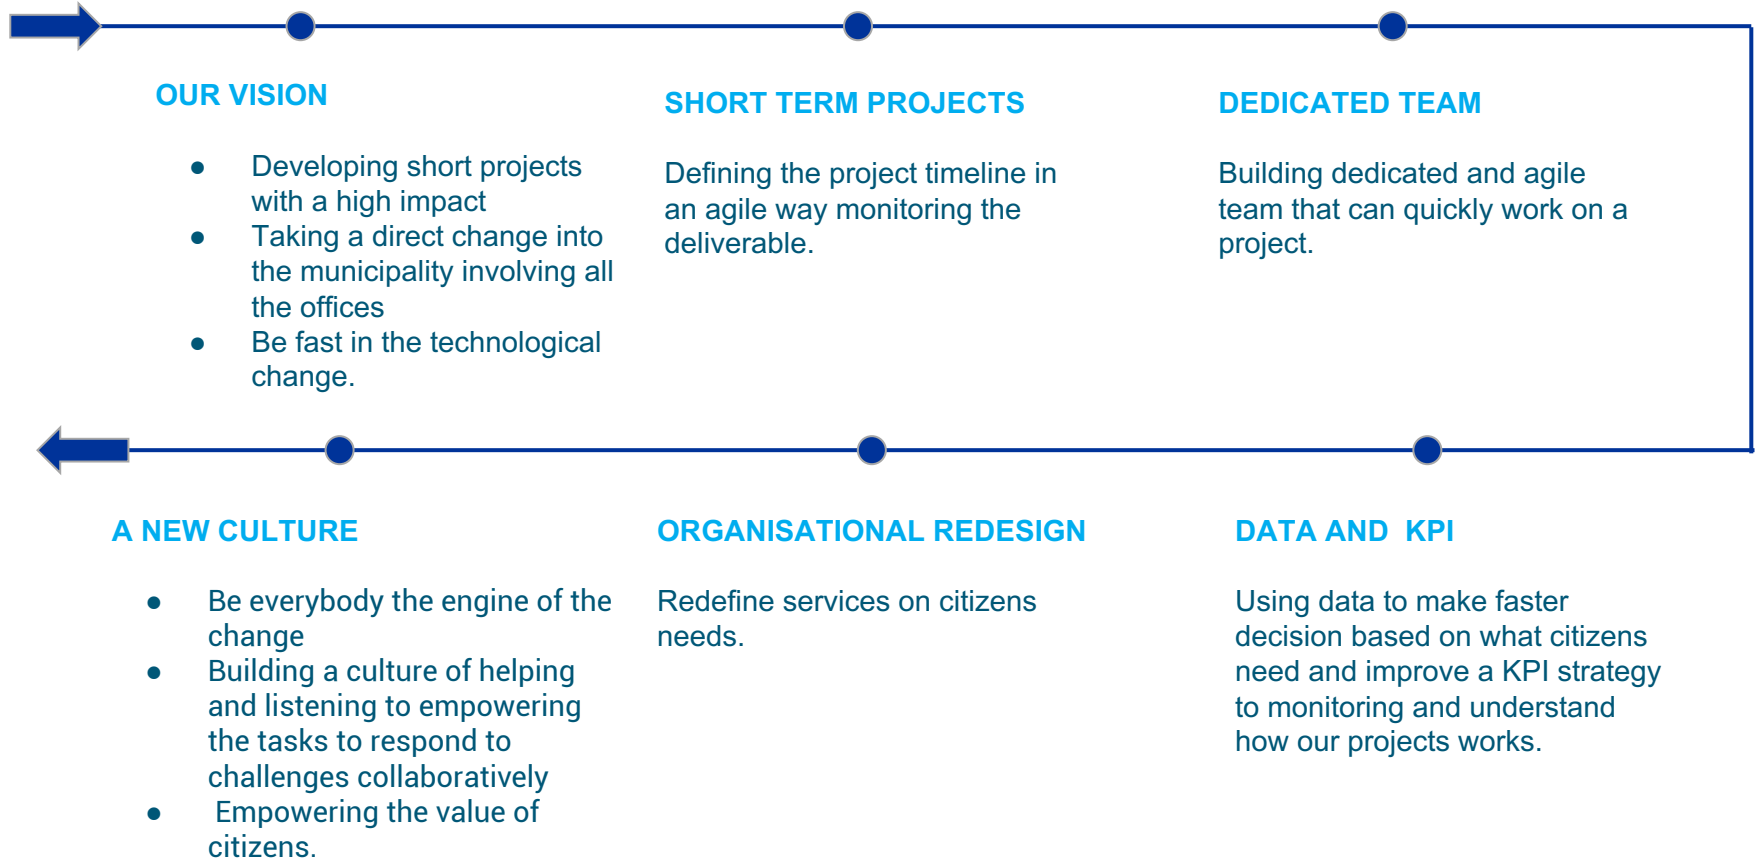 OUR VISION
● Developing short projects
with a high impact
● Taking a direct change into
the municipality involving all
the offices
● Be fast in the technological
change.
SHORT TERM PROJECTS
Defining the project timeline in
an agile way monitoring the
deliverable.
DEDICATED TEAM
Building dedicated and agile
team that can quickly work on a
project.
DATA AND KPI
Using data to make faster
decision based on what citizens
need and improve a KPI strategy
to monitoring and understand
how our projects works.
ORGANISATIONAL REDESIGN
Redefine services on citizens
needs.
A NEW CULTURE
● Be everybody the engine of the
change
● Building a culture of helping
and listening to empowering
the tasks to respond to
challenges collaboratively
● Empowering the value of
citizens.